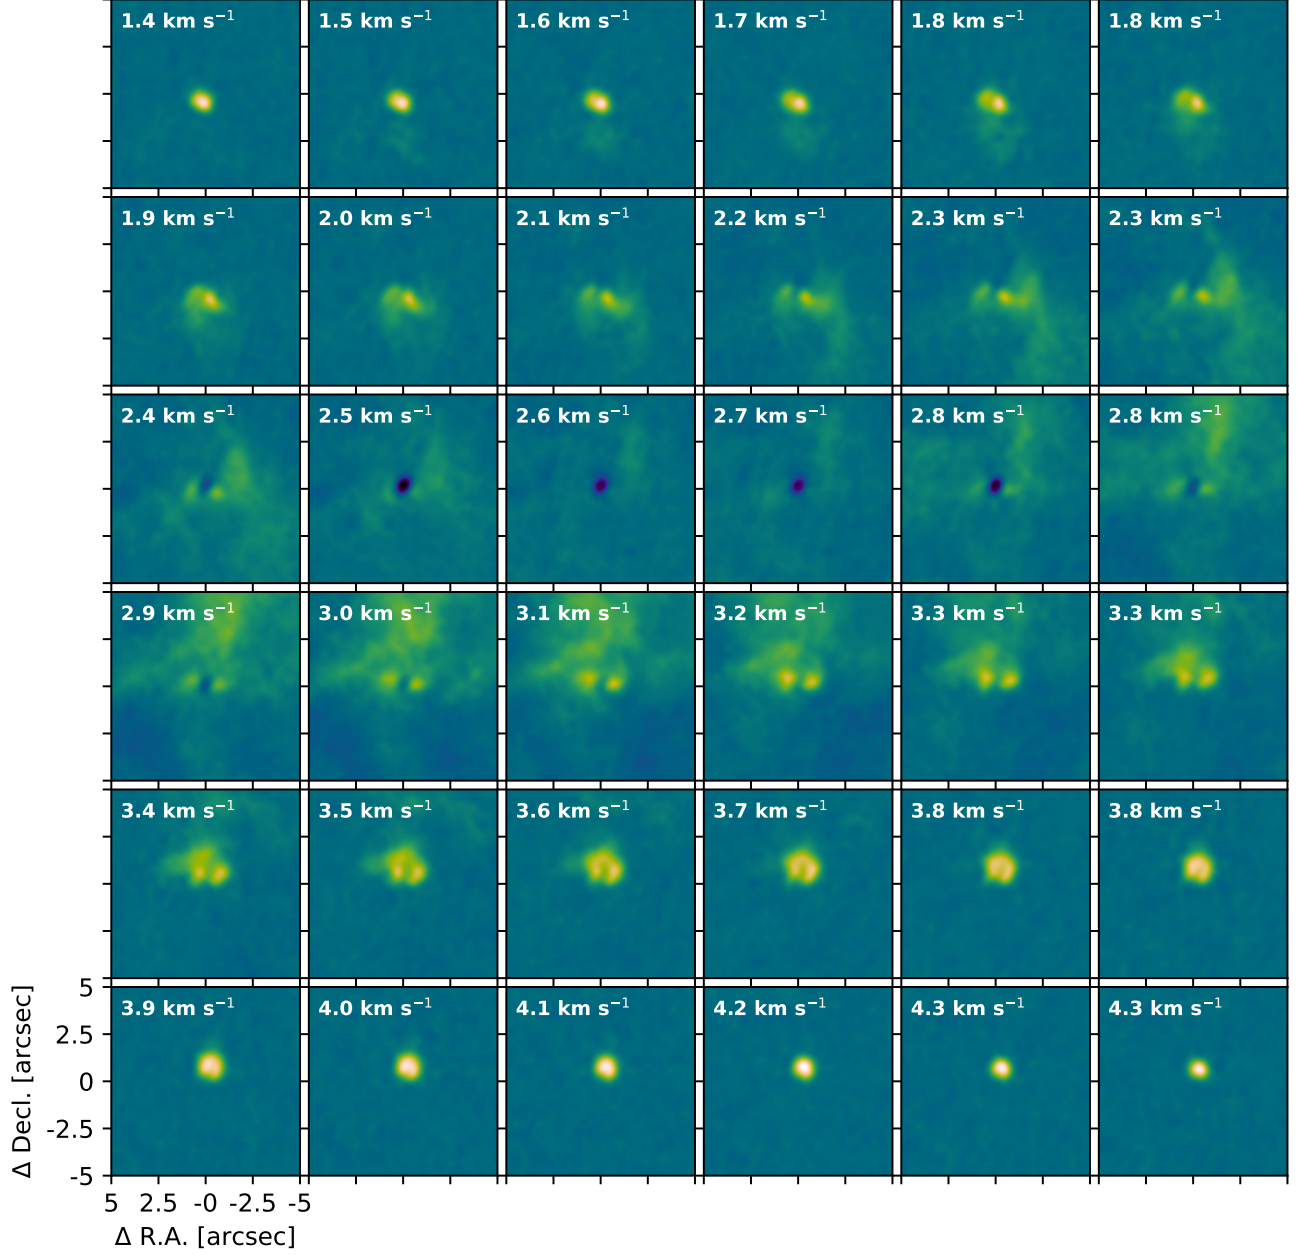 1.4 km s⁻¹ 1.5 km s⁻¹ 1.6 km s⁻¹ 1.7 km s⁻¹ 1.8 km s⁻¹ 1.8 km s⁻¹
1.9 km s⁻¹ 2.0 km s⁻¹ 2.1 km s⁻¹ 2.2 km s⁻¹ 2.3 km s⁻¹ 2.3 km s⁻¹
2.4 km s⁻¹ 2.5 km s⁻¹ 2.6 km s⁻¹ 2.7 km s⁻¹ 2.8 km s⁻¹ 2.8 km s⁻¹
2.9 km s⁻¹ 3.0 km s⁻¹ 3.1 km s⁻¹ 3.2 km s⁻¹ 3.3 km s⁻¹ 3.3 km s⁻¹
3.4 km s⁻¹ 3.5 km s⁻¹ 3.6 km s⁻¹ 3.7 km s⁻¹ 3.8 km s⁻¹ 3.8 km s⁻¹
3.9 km s⁻¹ 4.0 km s⁻¹ 4.1 km s⁻¹ 4.2 km s⁻¹ 4.3 km s⁻¹ 4.3 km s⁻¹
5
2.5
0
-2.5
-5
Δ Decl. [arcsec]
5 2.5 -0 -2.5 -5
Δ R.A. [arcsec]